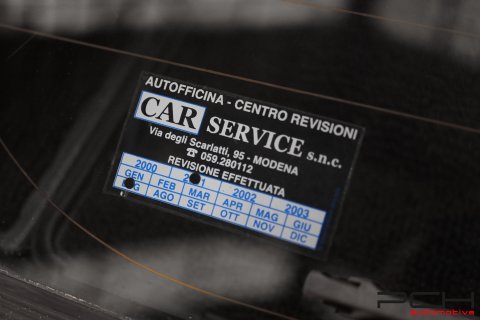 AUTOFFICINA - CENTRO REVISIONI
CAR SERVICE s.n.c.
Via degli Scarlatti, 95 - MODENA
☎ 059.280112
REVISIONE EFFETTUATA
2000 2002 2003
GEN FEB MAR APR MAG GIU
AGO SET OTT NOV DIC
PCH
automotive